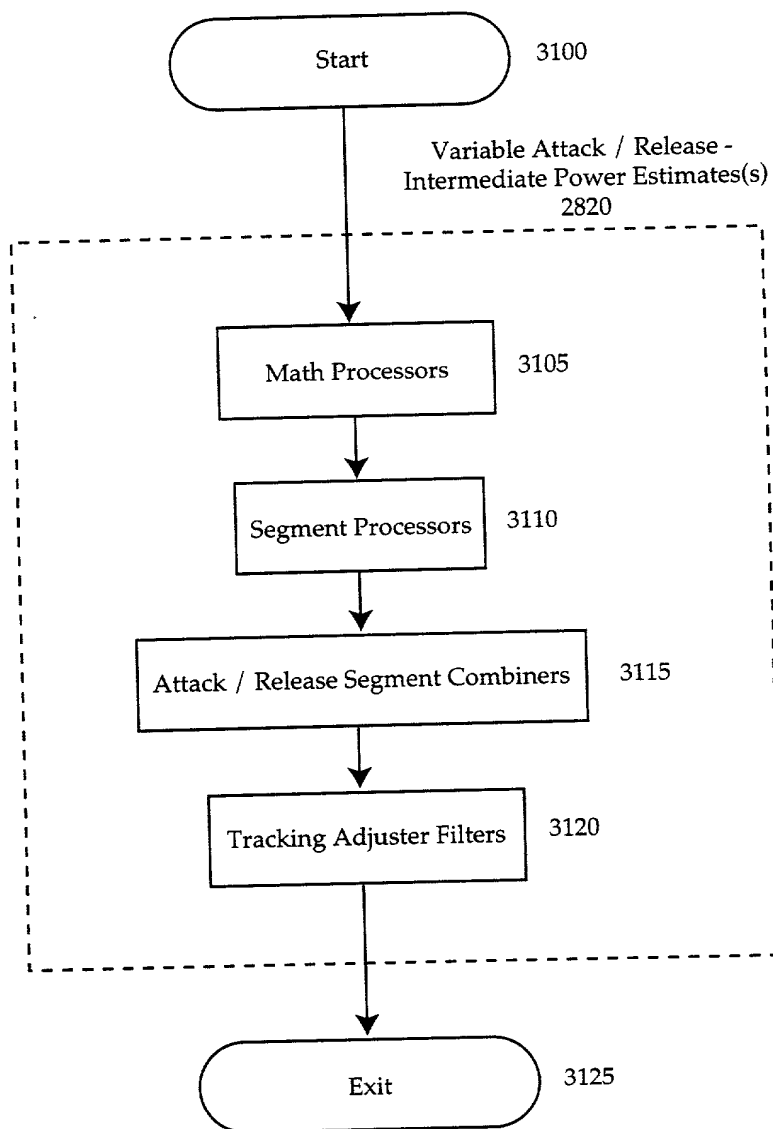 Start
3100
Variable Attack / Release -
Intermediate Power Estimates(s)
2820
Math Processors
3105
Segment Processors
3110
Attack / Release Segment Combiners
3115
Tracking Adjuster Filters
3120
Exit
3125